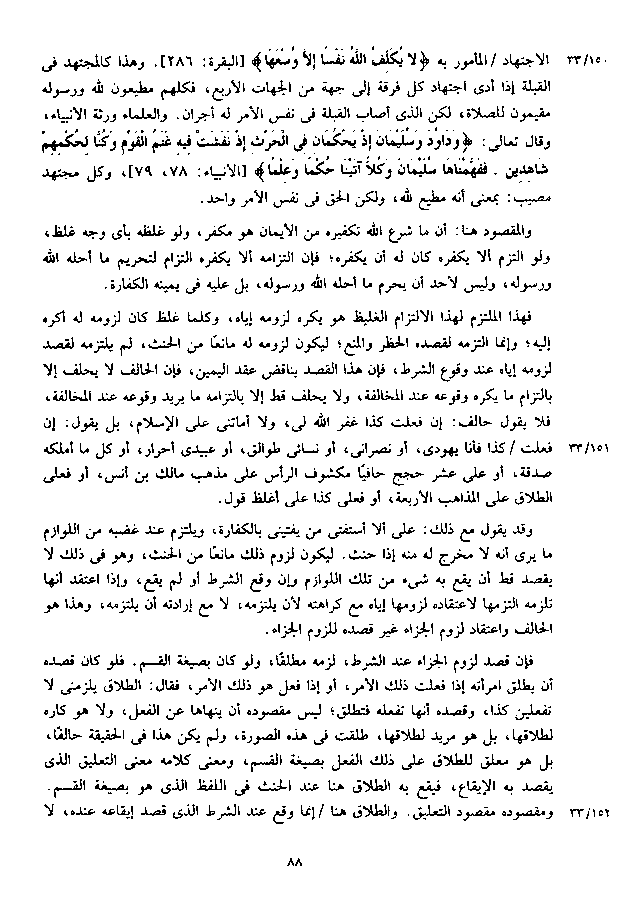 ٣٣/١٥٠ الاجتهاد / المأمور به ﴿لا يُكَلِّفُ اللَّهُ نَفْسًا إِلاَّ وُسْعَهَا﴾ [البقرة: ٢٨٦]. وهذا كالمجتهد فى
القبلة إذا أدى اجتهاد كل فرقة إلى جهة من الجهات الأربع، فكلهم مطيعون لله ورسوله
مقيمون للصلاة، لكن الذى أصاب القبلة فى نفس الأمر له أجران. والعلماء ورثة الأنبياء،
وقال تعالى: ﴿وَدَاوُدَ وَسُلَيْمَانَ إِذْ يَحْكُمَانِ فِى الْحَرْثِ إِذْ نَفَشَتْ فِيهِ غَنَمُ الْقَوْمِ وَكُنَّا لِحُكْمِهِمْ
شَاهِدِينَ . فَفَهَّمْنَاهَا سُلَيْمَانَ وَكُلاًّ آتَيْنَا حُكْمًا وَعِلْمًا﴾ [الأنبياء: ٧٨، ٧٩]، وكل مجتهد
مصيب: بمعنى أنه مطيع لله، ولكن الحق فى نفس الأمر واحد.
والمقصود هنا: أن ما شرع الله تكفيره من الأيمان هو مكفر، ولو غلظه بأى وجه غلظ،
ولو التزم ألا يكفره كان له أن يكفره؛ فإن التزامه ألا يكفره التزام لتحريم ما أحله الله
ورسوله، وليس لأحد أن يحرم ما أحله الله ورسوله، بل عليه فى يمينه الكفارة.
فهذا الملتزم لهذا الالتزام الغليظ هو يكره لزومه إياه، وكلما غلظ كان لزومه له أكره
إليه؛ وإنما التزمه لقصده الحظر والمنع؛ ليكون لزومه له مانعًا من الحنث، لم يلتزمه لقصد
لزومه إياه عند وقوع الشرط، فإن هذا القصد يناقض عقد اليمين، فإن الحالف لا يحلف إلا
بالتزام ما يكره وقوعه عند المخالفة، ولا يحلف قط إلا بالتزامه ما يريد وقوعه عند المخالفة،
فلا يقول حالف: إن فعلت كذا غفر الله لى، ولا أماتنى على الإسلام، بل يقول: إن
٣٣/١٥١ فعلت / كذا فأنا يهودى، أو نصرانى، أو نسائى طوالق، أو عبيدى أحرار، أو كل ما أملكه
صدقة، أو على عشر حجج حافيًا مكشوف الرأس على مذهب مالك بن أنس، أو فعلى
الطلاق على المذاهب الأربعة، أو فعلى كذا على أغلظ قول.
وقد يقول مع ذلك: على ألا أستفتى من يفتينى بالكفارة، ويلتزم عند غضبه من اللوازم
ما يرى أنه لا مخرج له منه إذا حنث. ليكون لزوم ذلك مانعًا من الحنث، وهو فى ذلك لا
يقصد قط أن يقع به شىء من تلك اللوازم وإن وقع الشرط أو لم يقع، وإذا اعتقد أنها
تلزمه التزمها لاعتقاده لزومها إياه مع كراهته لأن يلتزمه، لا مع إرادته أن يلتزمه، وهذا هو
الحالف واعتقاد لزوم الجزاء غير قصده للزوم الجزاء.
فإن قصد لزوم الجزاء عند الشرط، لزمه مطلقًا، ولو كان بصيغة القسم. فلو كان قصده
أن يطلق امرأته إذا فعلت ذلك الأمر، أو إذا فعل هو ذلك الأمر، فقال: الطلاق يلزمنى لا
تفعلين كذا، وقصده أنها تفعله فتطلق؛ ليس مقصوده أن ينهاها عن الفعل، ولا هو كاره
لطلاقها، بل هو مريد لطلاقها، طلقت فى هذه الصورة، ولم يكن هذا فى الحقيقة حالفًا،
بل هو معلق للطلاق على ذلك الفعل بصيغة القسم، ومعنى كلامه معنى التعليق الذى
يقصد به الإيقاع، فيقع به الطلاق هنا عند الحنث فى اللفظ الذى هو بصيغة القسم.
٣٣/١٥٢ ومقصوده مقصود التعليق. والطلاق هنا / إنما وقع عند الشرط الذى قصد إيقاعه عنده، لا
٨٨